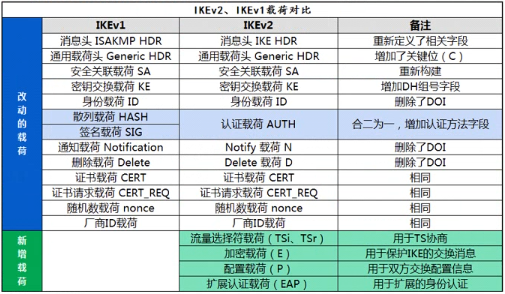 IKEv2、IKEv1载荷对比
IKEv1 IKEv2 备注
改动的载荷
消息头 ISAKMP HDR 消息头 IKE HDR 重新定义了相关字段
通用载荷头 Generic HDR 通用载荷头 Generic HDR 增加了关键位（C）
安全关联载荷 SA 安全关联载荷 SA 重新构建
密钥交换载荷 KE 密钥交换载荷 KE 增加DH组号字段
身份载荷 ID 身份载荷 ID 删除了DOI
散列载荷 HASH
签名载荷 SIG
认证载荷 AUTH 合二为一，增加认证方法字段
通知载荷 Notification Notify 载荷 N 删除了DOI
删除载荷 Delete Delete 载荷 D 删除了DOI
证书载荷 CERT 证书载荷 CERT 相同
证书请求载荷 CERT_REQ 证书请求载荷 CERT_REQ 相同
随机数载荷 nonce 随机数载荷 nonce 相同
厂商ID载荷 厂商ID载荷 相同
新增载荷
流量选择符载荷（TSi、TSr） 用于TS协商
加密载荷（E） 用于保护IKE的交换消息
配置载荷（P） 用于双方交换配置信息
扩展认证载荷（EAP） 用于扩展的身份认证